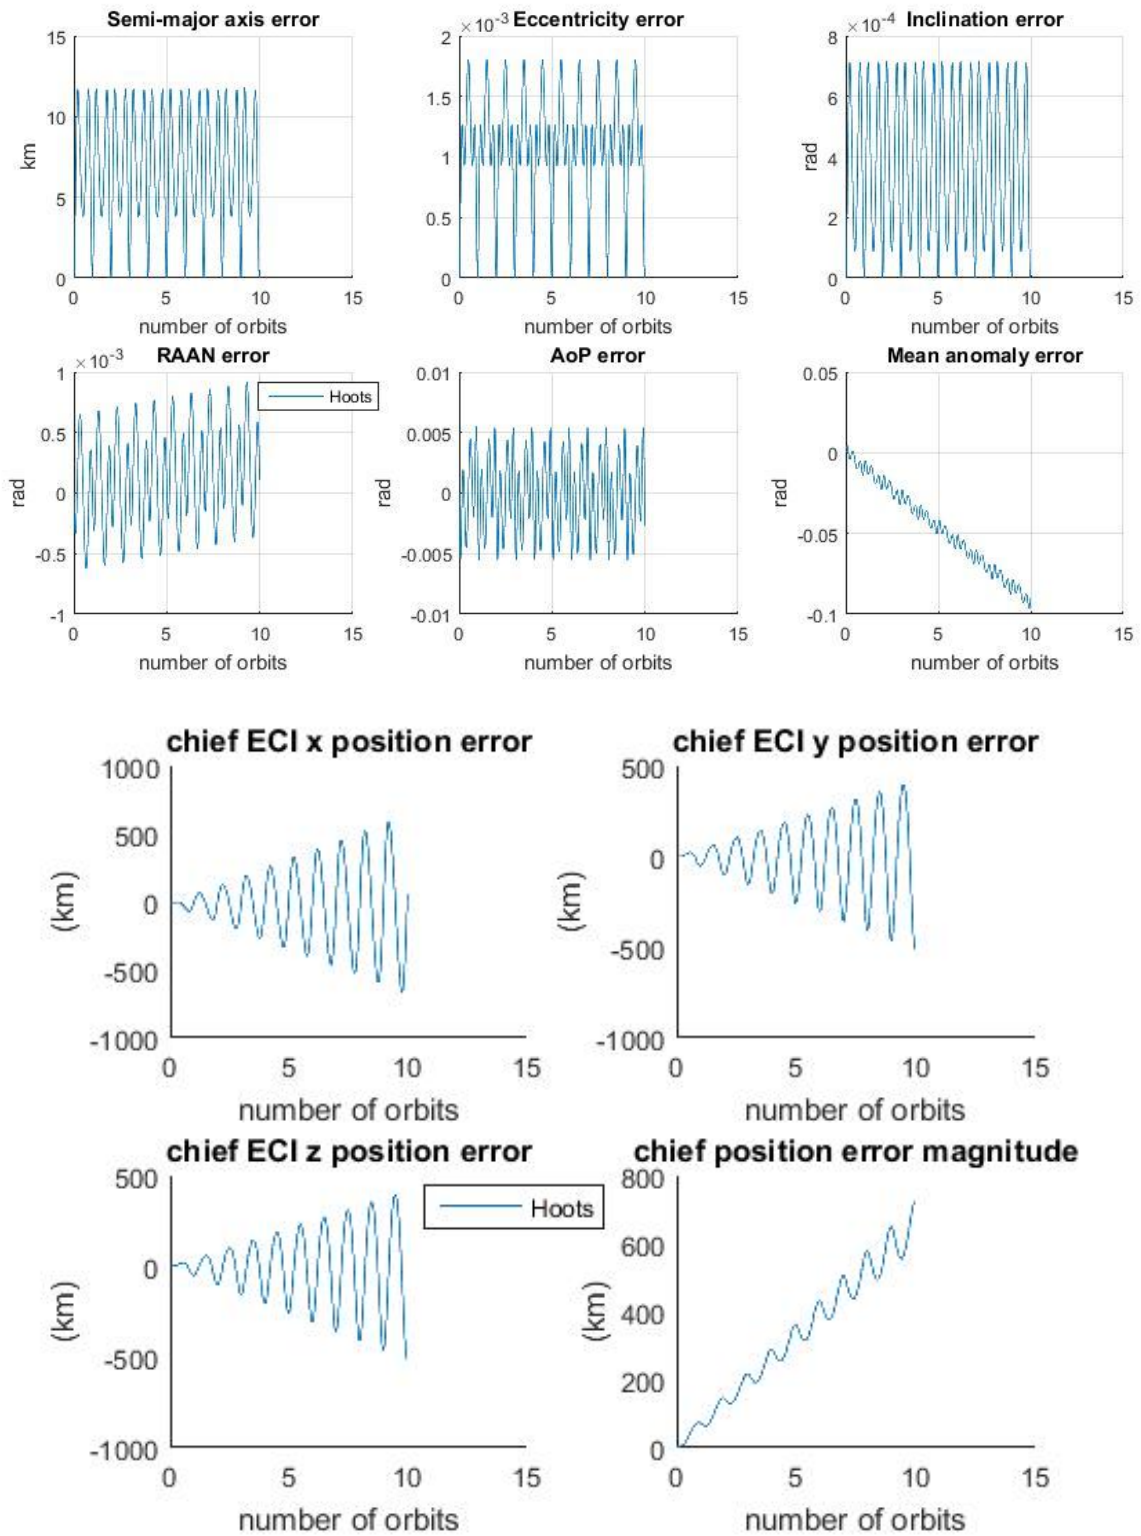 Semi-major axis error
15
10
5
0
km
0 5 10 15
number of orbits
×10-3 Eccentricity error
2
1.5
1
0.5
0
0 5 10 15
number of orbits
×10-4 Inclination error
8
6
4
2
0
rad
0 5 10 15
number of orbits
×10-3 RAAN error
1
0.5
0
-0.5
-1
rad
Hoots
0 5 10 15
number of orbits
AoP error
0.01
0.005
0
-0.005
-0.01
rad
0 5 10 15
number of orbits
Mean anomaly error
0.05
0
-0.05
-0.1
rad
0 5 10 15
number of orbits
chief ECI x position error
1000
500
0
-500
-1000
(km)
0 5 10 15
number of orbits
chief ECI y position error
500
0
-500
-1000
(km)
0 5 10 15
number of orbits
chief ECI z position error
500
0
-500
-1000
(km)
Hoots
0 5 10 15
number of orbits
chief position error magnitude
800
600
400
200
0
(km)
0 5 10 15
number of orbits